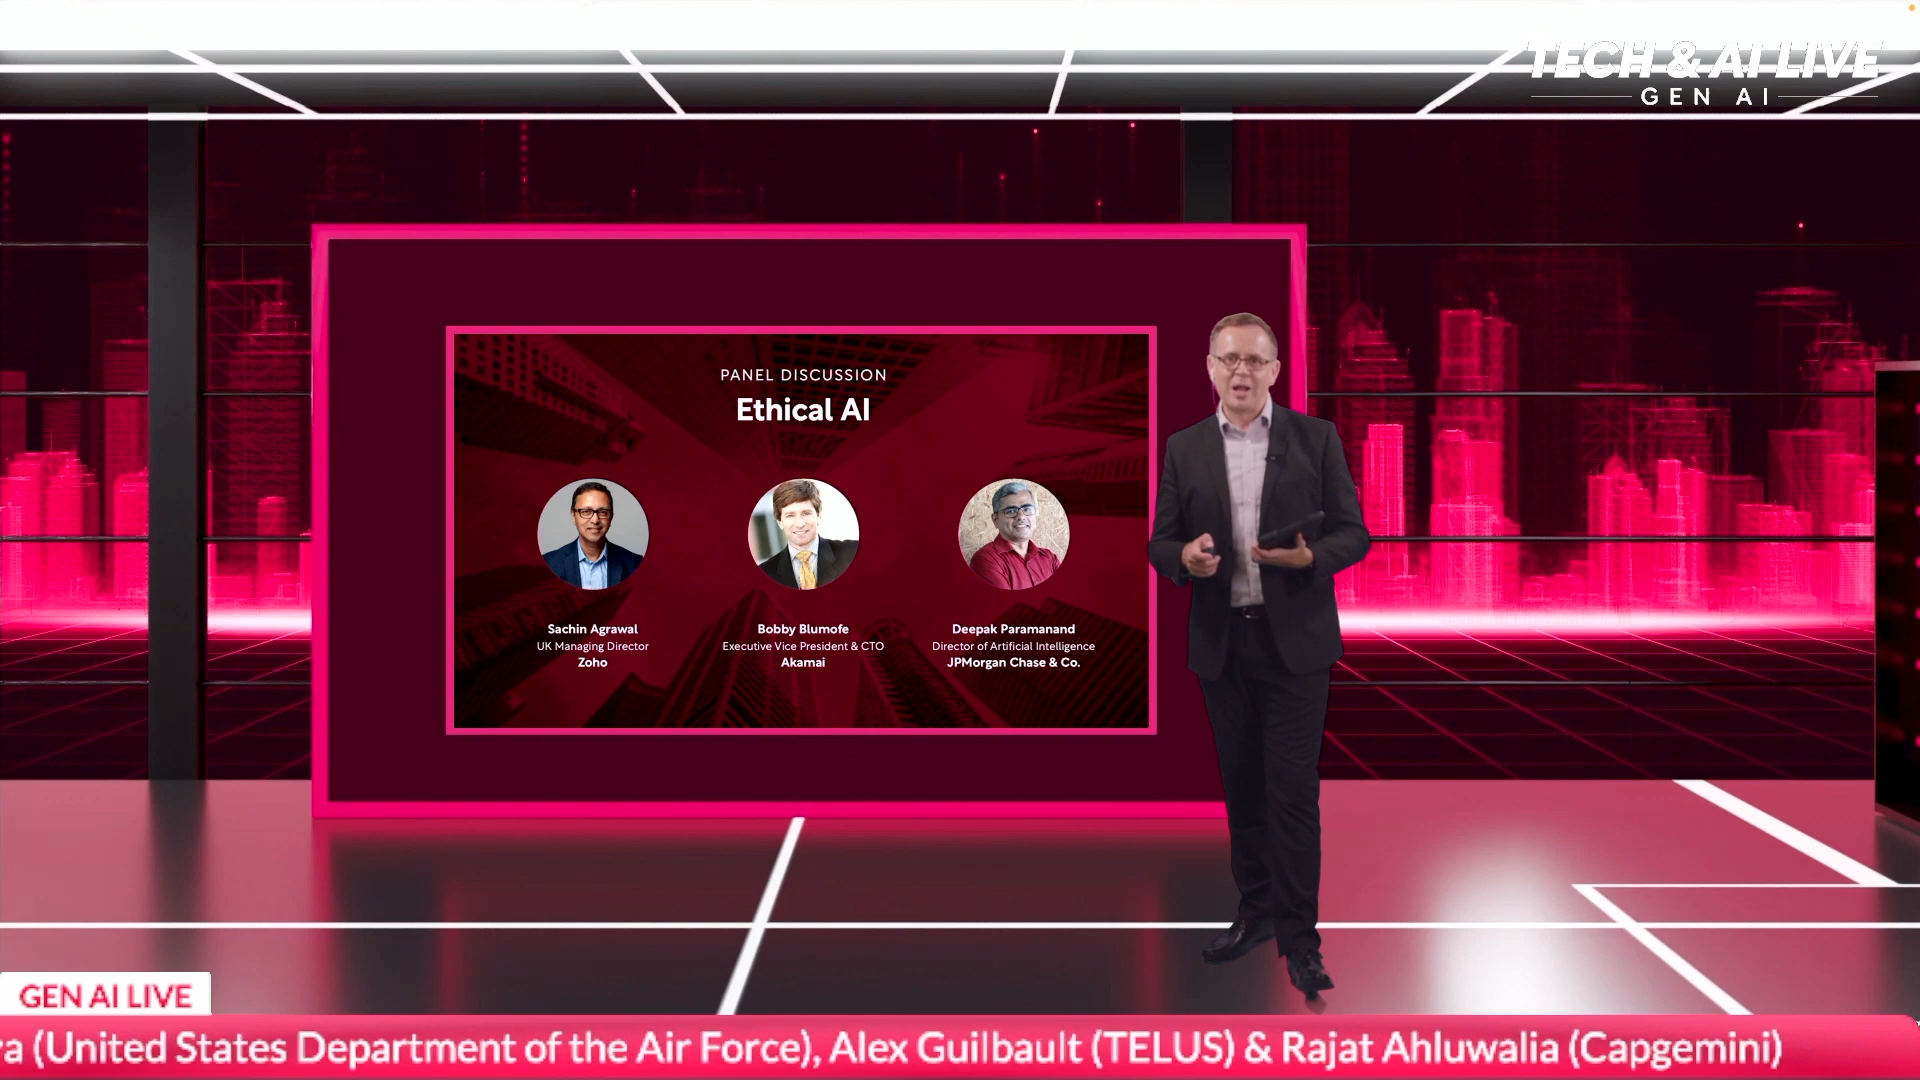 TECH & AI LIVE
GEN AI
PANEL DISCUSSION
Ethical AI
Sachin Agrawal
UK Managing Director
Zoho
Bobby Blumofe
Executive Vice President & CTO
Akamai
Deepak Paramanand
Director of Artificial Intelligence
JPMorgan Chase & Co.
GEN AI LIVE
(United States Department of the Air Force), Alex Guilbault (TELUS) & Rajat Ahluwalia (Capgemini)